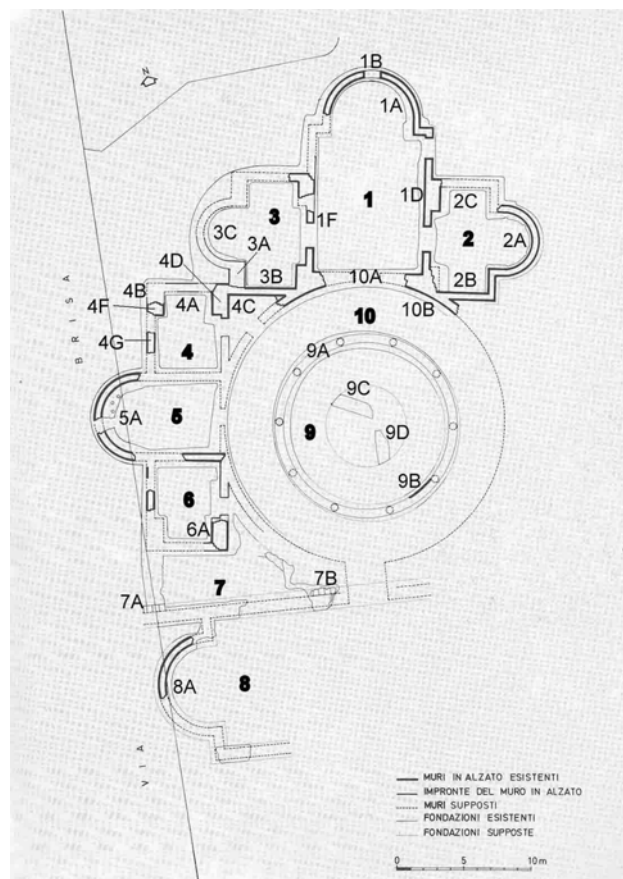 1B
N
1A
1
1D
2C
3
1F
3C
3A
2
2A
4D
3B
2B
10A
4B
4A
4C
10B
4F
10
4G
9A
4
9C
5A
5
9
9D
9B
6
6A
7
7B
7A
8A
8
VIA BRISA
MURI IN ALZATO ESISTENTI
IMPRONTE DEL MURO IN ALZATO
MURI SUPPOSTI
FONDAZIONI ESISTENTI
FONDAZIONI SUPPOSTE
0 5 10m